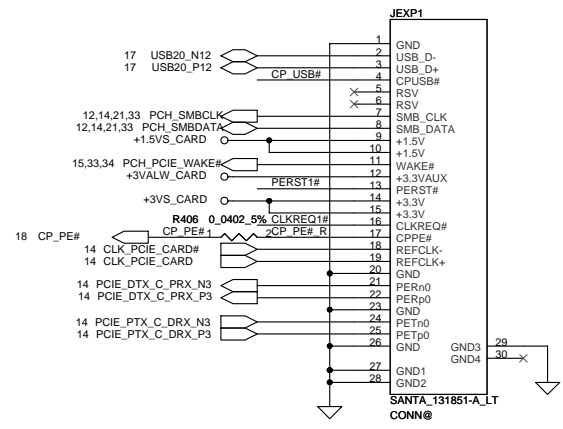 JEXP1
1 GND
17 USB20_N12 2 USB_D-
17 USB20_P12 3 USB_D+
CP_USB# 4 CPUSB#
5 RSV
6 RSV
12,14,21,33 PCH_SMBCLK 7 SMB_CLK
12,14,21,33 PCH_SMBDATA 8 SMB_DATA
+1.5VS_CARD 9 +1.5V
10 +1.5V
15,33,34 PCH_PCIE_WAKE# 11 WAKE#
+3VALW_CARD 12 +3.3VAUX
PERST1# 13 PERST#
+3VS_CARD 14 +3.3V
15 +3.3V
R406 0_0402_5% CLKREQ1# 16 CLKREQ#
18 CP_PE# CP_PE# 1 2 CP_PE#_R 17 CPPE#
14 CLK_PCIE_CARD# 18 REFCLK-
14 CLK_PCIE_CARD 19 REFCLK+
20 GND
14 PCIE_DTX_C_PRX_N3 21 PERn0
14 PCIE_DTX_C_PRX_P3 22 PERp0
23 GND
14 PCIE_PTX_C_DRX_N3 24 PETn0
14 PCIE_PTX_C_DRX_P3 25 PETp0
26 GND GND3 29
GND4 30
27 GND1
28 GND2
SANTA_131851-A_LT
CONN@